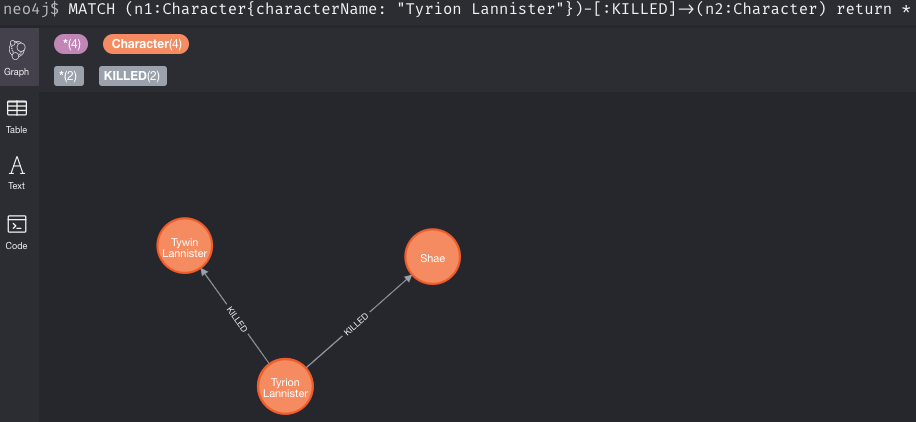 neo4j$ MATCH (n1:Character{characterName: "Tyrion Lannister"})-[:KILLED]→(n2:Character) return *
*(4) Character(4)
*(2) KILLED(2)
Graph
Table
Text
Code
Tywin
Lannister
Shae
KILLED
KILLED
Tyrion
Lannister